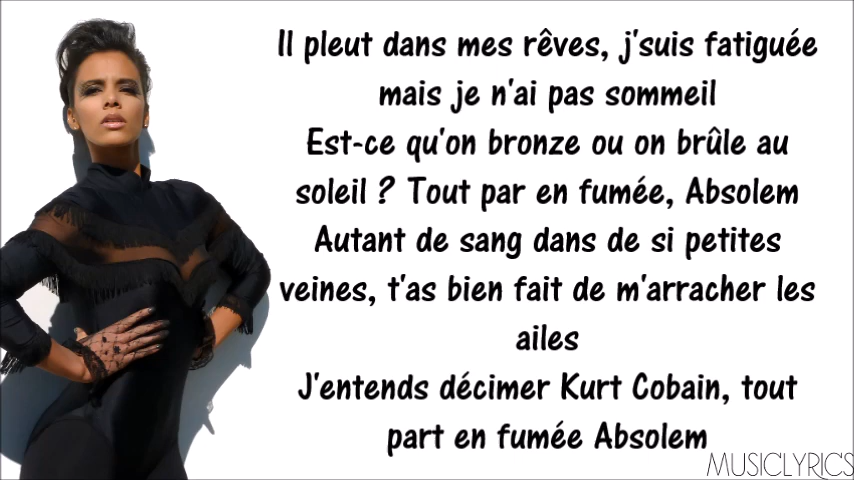 Il pleut dans mes rêves, j'suis fatiguée
mais je n'ai pas sommeil
Est-ce qu'on bronze ou on brûle au
soleil ? Tout par en fumée, Absolem
Autant de sang dans de si petites
veines, t'as bien fait de m'arracher les
ailes
J'entends décimer Kurt Cobain, tout
part en fumée Absolem
MUSICLYRICS